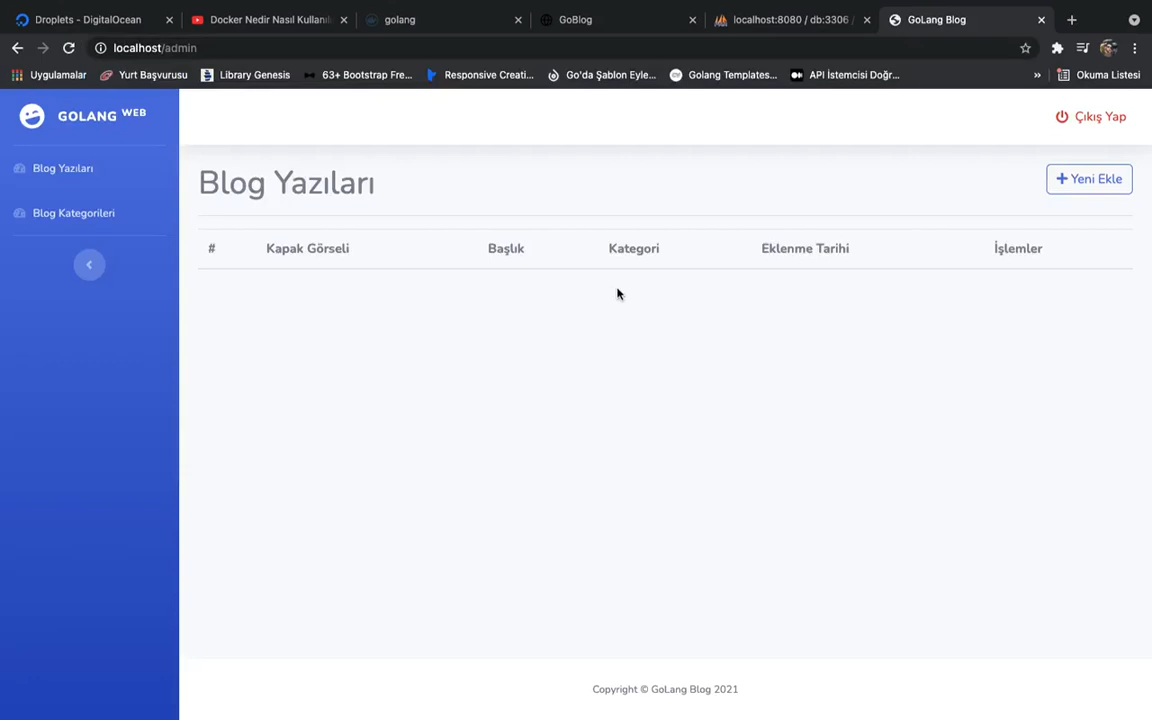 Droplets - DigitalOcean
Docker Nedir Nasıl Kullanılı
golang
GoBlog
localhost:8080 / db:3306 /
GoLang Blog
localhost/admin
Uygulamalar
Yurt Başvurusu
Library Genesis
63+ Bootstrap Fre...
Responsive Creati...
Go'da Şablon Eyle...
Golang Templates...
API İstemcisi Doğr...
»
Okuma Listesi
GOLANG WEB
Çıkış Yap
Blog Yazıları
Blog Kategorileri
Blog Yazıları
Yeni Ekle
# Kapak Görseli Başlık Kategori Eklenme Tarihi İşlemler
Copyright © GoLang Blog 2021